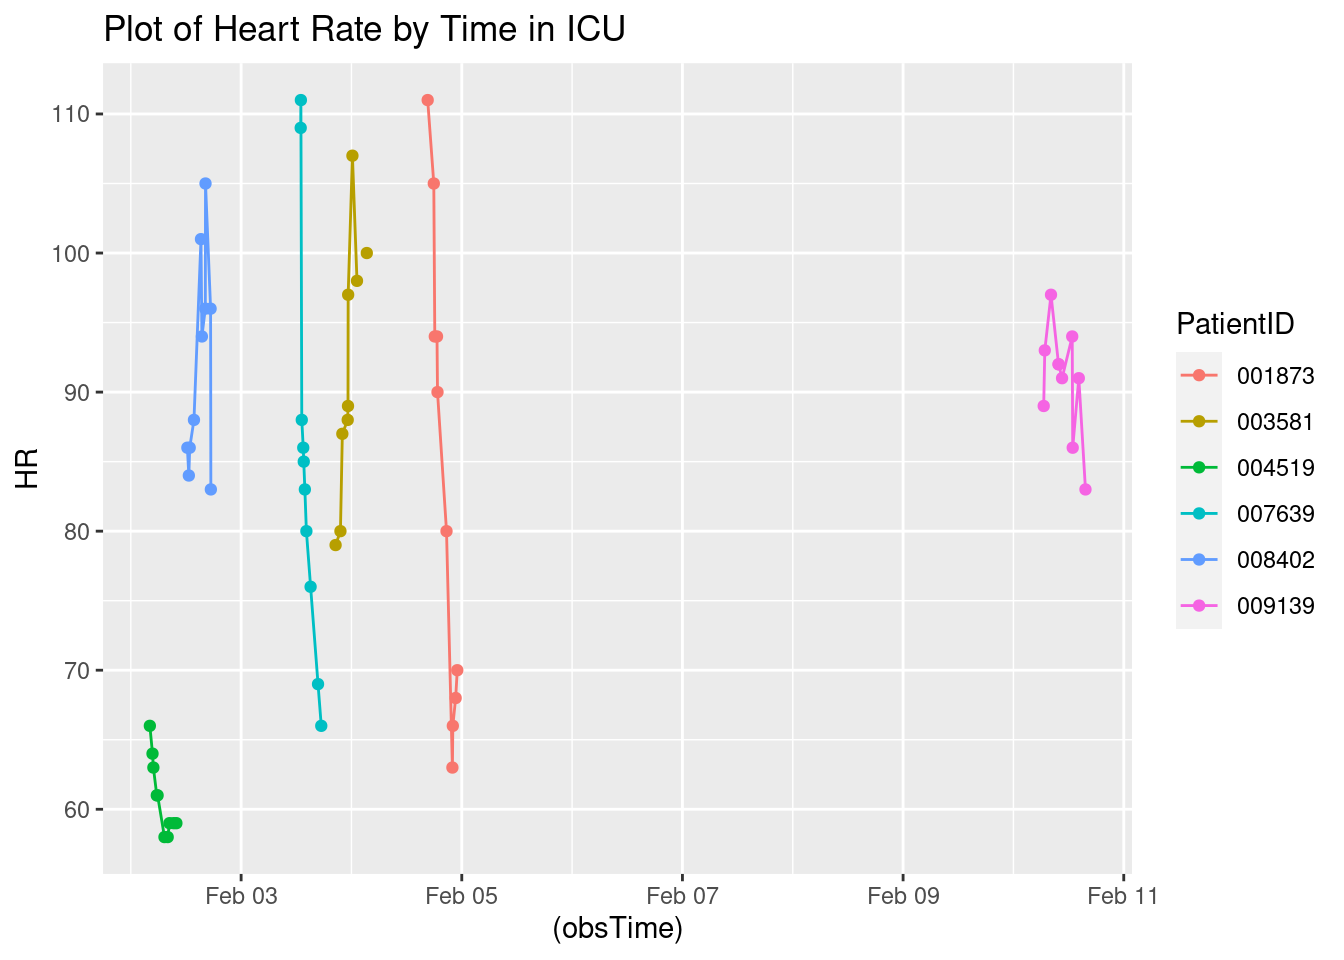 Plot of Heart Rate by Time in ICU
110
100
90
80
70
60
HR
Feb 03
Feb 05
Feb 07
Feb 09
Feb 11
(obsTime)
PatientID
001873
003581
004519
007639
008402
009139